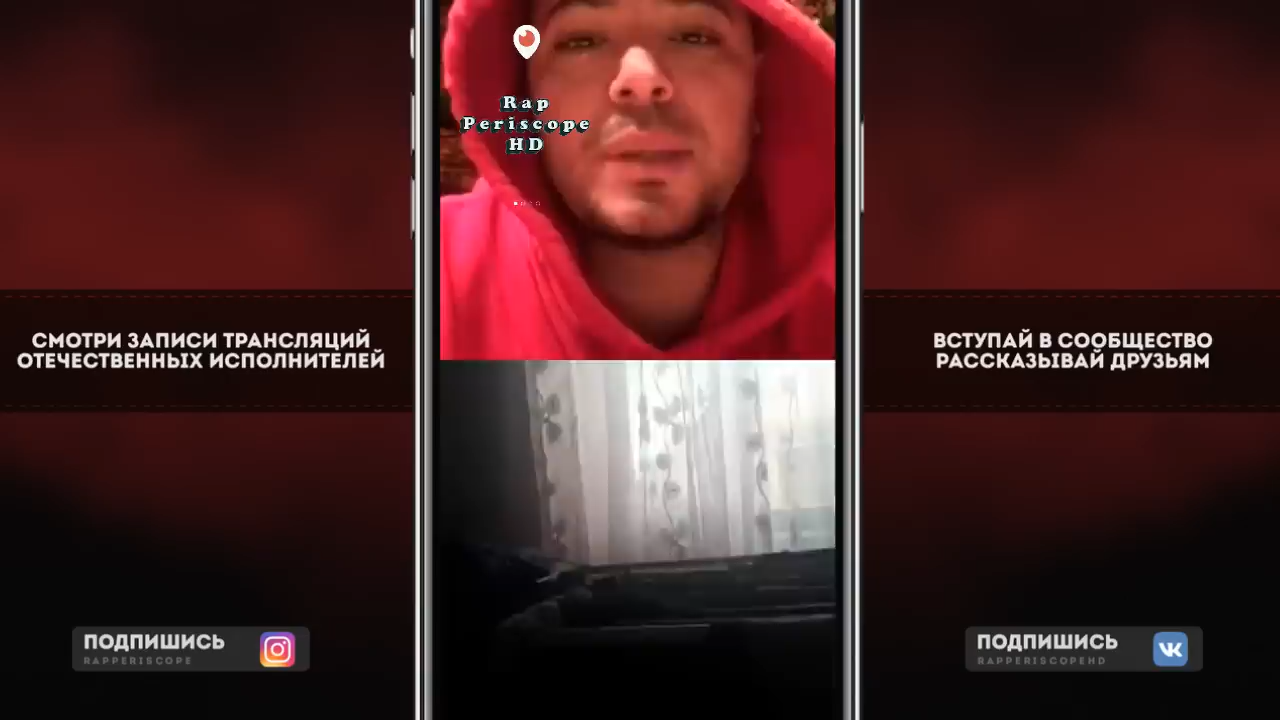 Rap
Periscope
HD
СМОТРИ ЗАПИСИ ТРАНСЛЯЦИЙ
ОТЕЧЕСТВЕННЫХ ИСПОЛНИТЕЛЕЙ
ВСТУПАЙ В СООБЩЕСТВО
РАССКАЗЫВАЙ ДРУЗЬЯМ
ПОДПИШИСЬ
RAPPERISCOPE
ПОДПИШИСЬ
RAPPERISCOPEHD